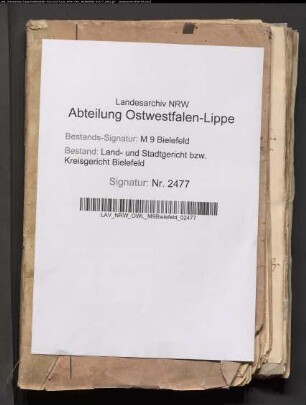 Landesarchiv NRW
Abteilung Ostwestfalen-Lippe
Bestands-Signatur: M 9 Bielefeld
Bestand: Land- und Stadtgericht bzw.
Kreisgericht Bielefeld
Signatur: Nr. 2477
LAV_NRW_OWL_M9Bielefeld_02477